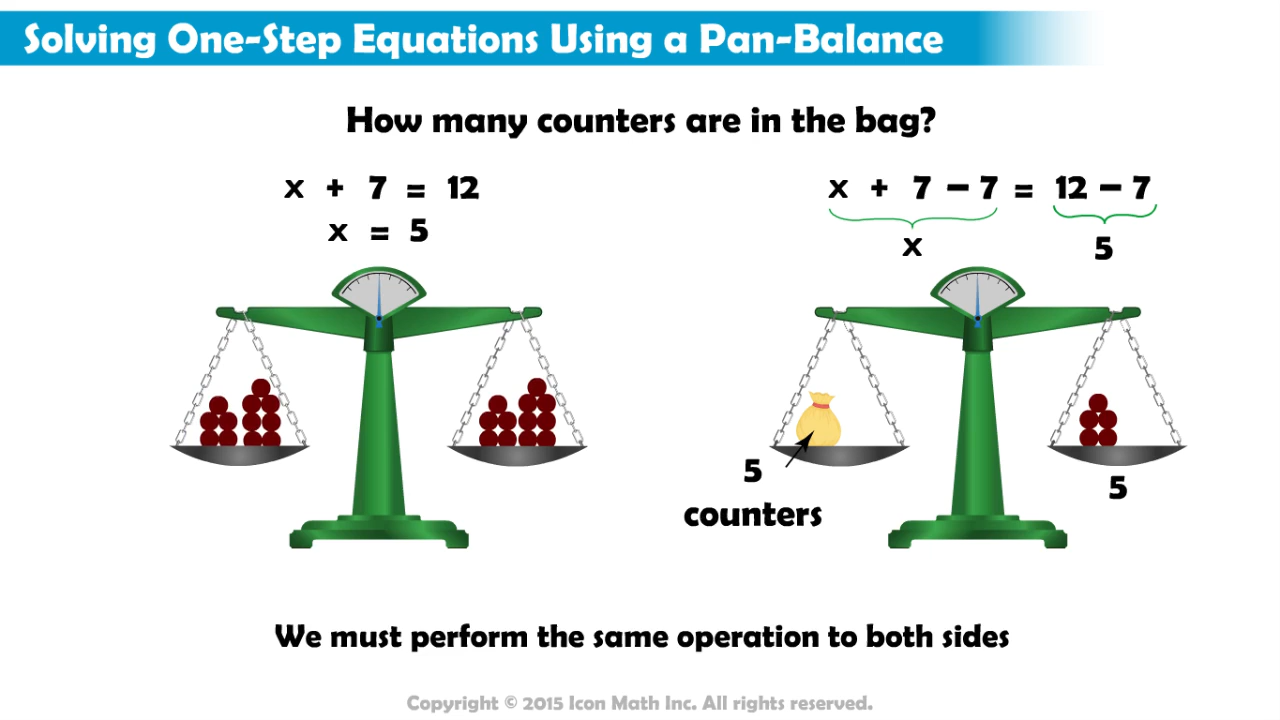 Solving One-Step Equations Using a Pan-Balance
How many counters are in the bag?
x + 7 = 12
x = 5
x + 7 – 7 = 12 – 7
x 5
5
counters
5
We must perform the same operation to both sides
Copyright © 2015 Icon Math Inc. All rights reserved.